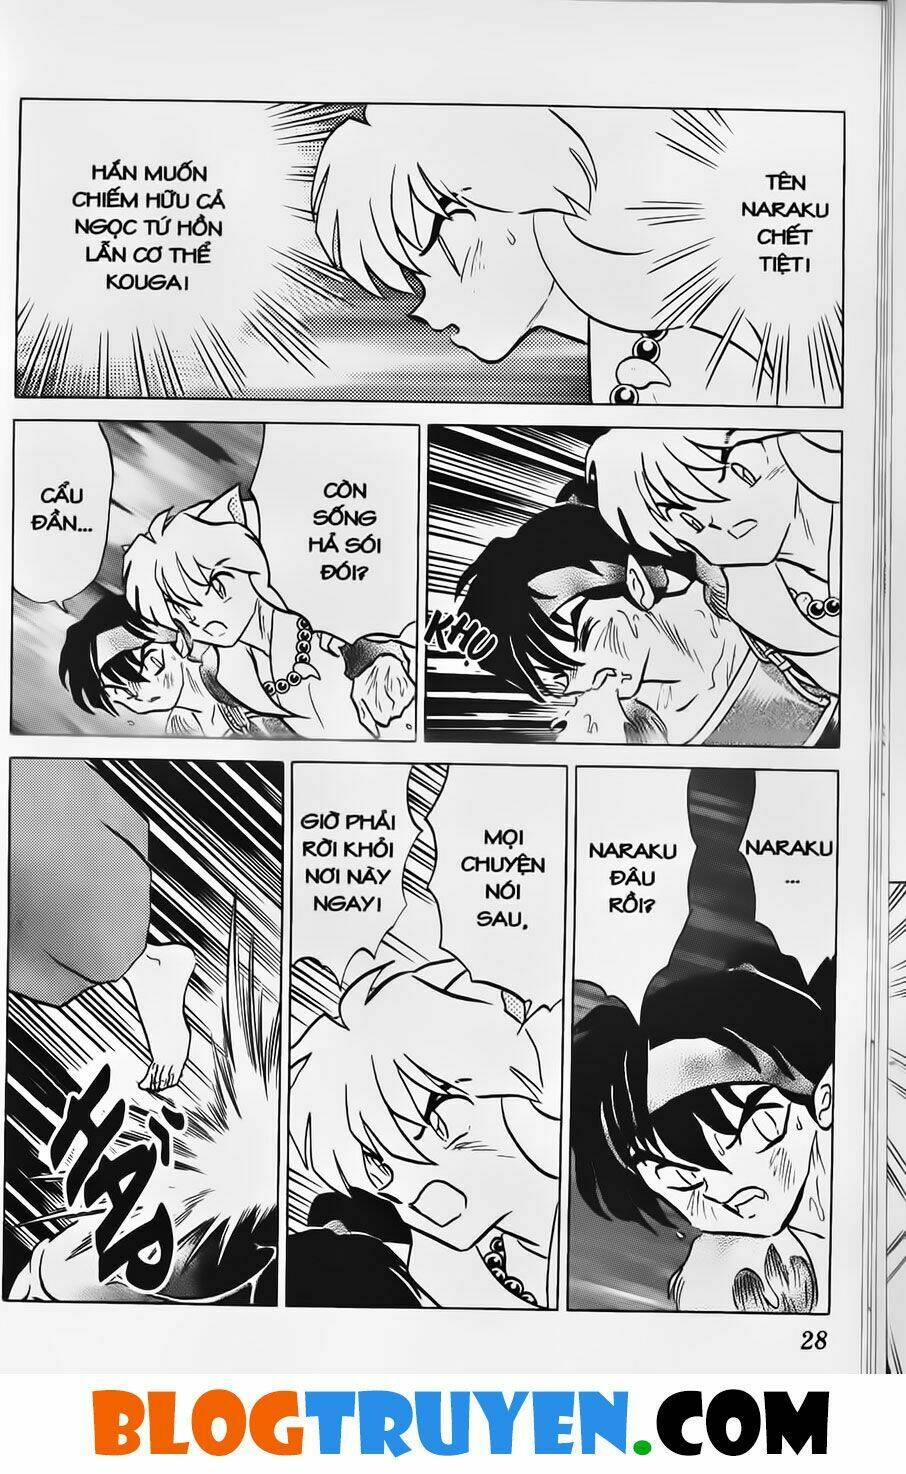 TÊN
NARAKU
CHẾT
TIỆT!
HẮN MUỐN
CHIẾM HỮU CẢ
NGỌC TỨ HỒN
LẪN CƠ THỂ
KOUGA!
KHỤ
CÒN
SỐNG
HẢ SÓI
ĐÓI?
CẨU
ĐẦN...
NARAKU
...
NARAKU
ĐÂU
RỒI?
MỌI
CHUYỆN
NÓI
SAU,
GIỜ PHẢI
RỜI KHỎI
NƠI NÀY
NGAY!
HÍP
28
BLOGTRUYEN.COM